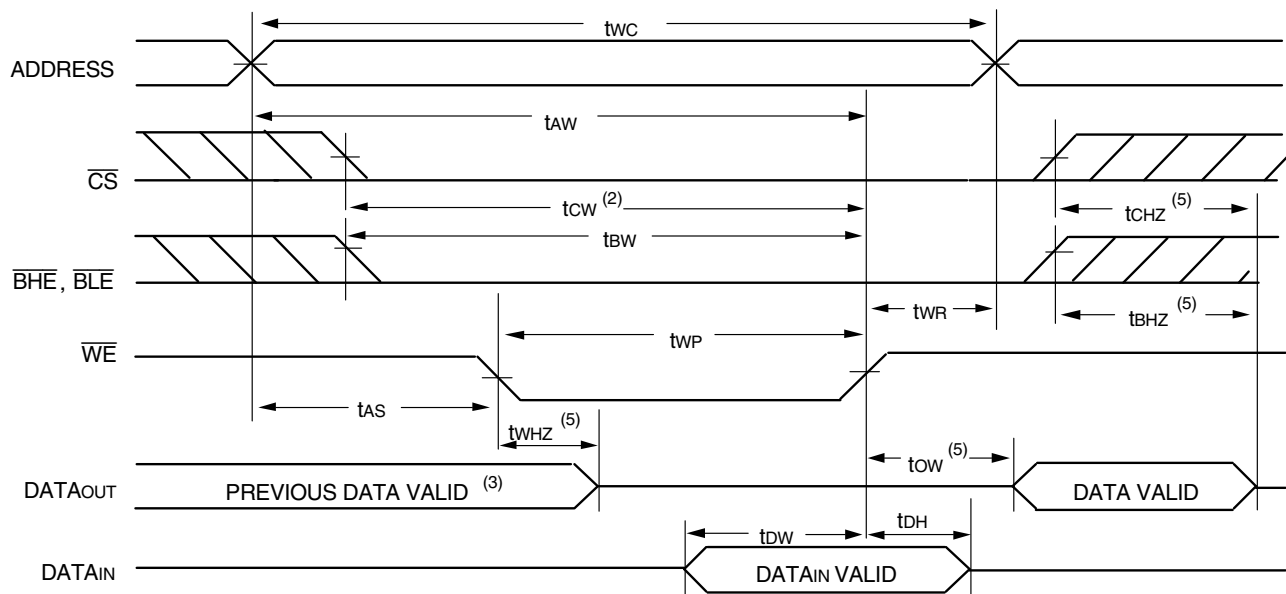 tWC
ADDRESS
tAW
CS
tCW (2)
tCHZ (5)
tBW
BHE, BLE
tWR
tBHZ (5)
tWP
WE
tAS
tWHZ (5)
tOW (5)
DATAOUT
PREVIOUS DATA VALID (3)
DATA VALID
tDW
tDH
DATAIN
DATAIN VALID